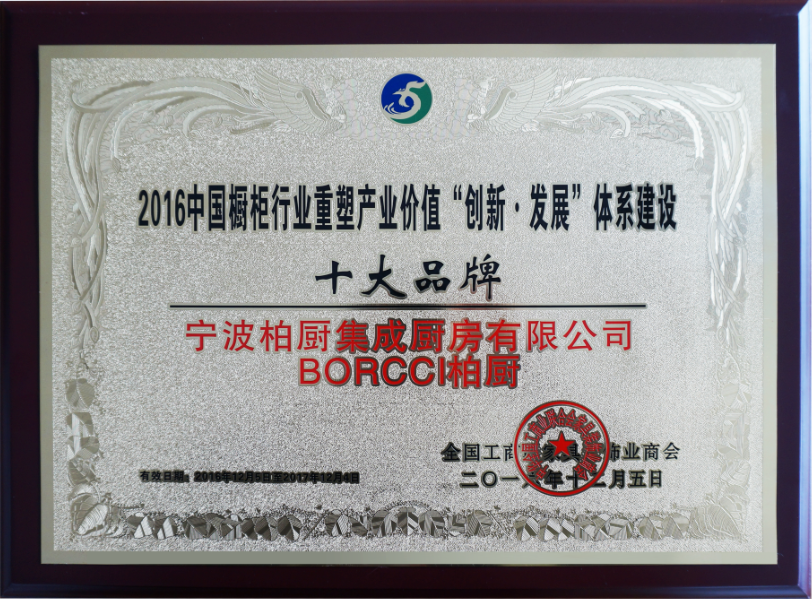 2016中国橱柜行业重塑产业价值“创新·发展”体系建设
十大品牌
宁波柏厨集成厨房有限公司
BORCCI柏厨
全国工商 家具 饰业商会
有效日期：2016年12月5日至2017年12月4日
二〇一六年十二月五日